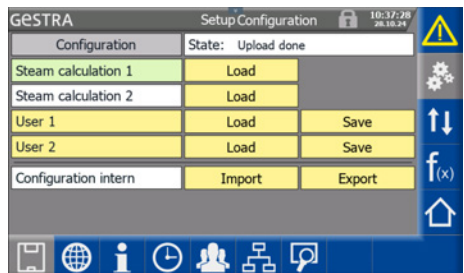 GESTRA Setup Configuration 10:37:28
28.10.24
Configuration State: Upload done
Steam calculation 1 Load
Steam calculation 2 Load
User 1 Load Save
User 2 Load Save
Configuration intern Import Export
f(x)